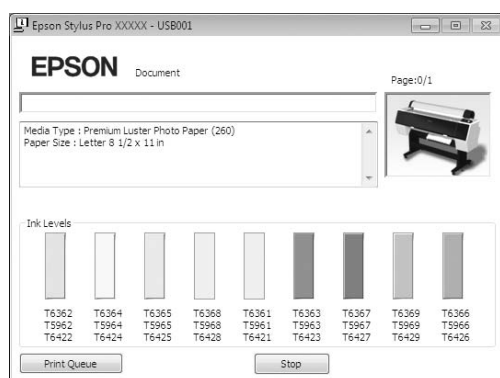 Epson Stylus Pro XXXXX - USB001
EPSON Document
Page:0/1
Media Type : Premium Luster Photo Paper (260)
Paper Size : Letter 8 1/2 x 11 in
Ink Levels
T6362 T6364 T6365 T6368 T6361 T6363 T6367 T6369 T6366
T5962 T5964 T5965 T5968 T5961 T5963 T5967 T5969 T5966
T6422 T6424 T6425 T6428 T6421 T6423 T6427 T6429 T6426
Print Queue Stop